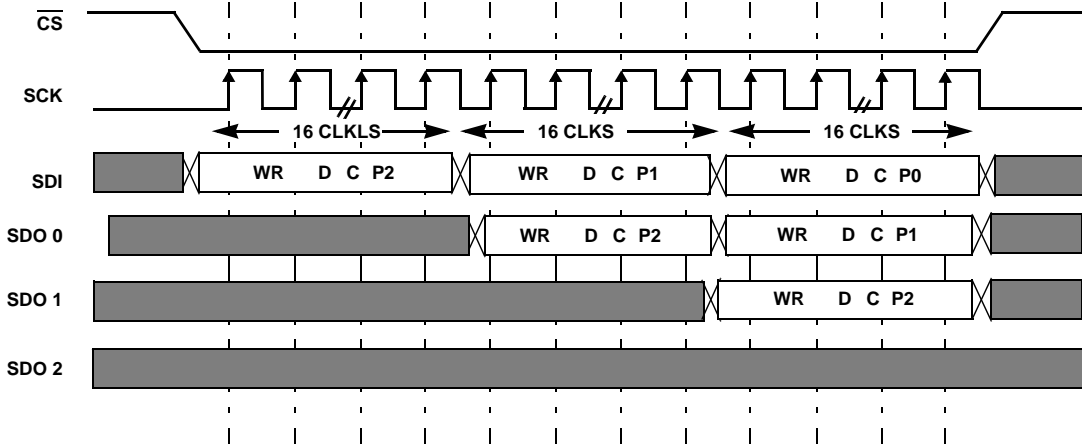 CS
SCK
16 CLKLS 16 CLKS 16 CLKS
SDI WR D C P2 WR D C P1 WR D C P0
SDO 0 WR D C P2 WR D C P1
SDO 1 WR D C P2
SDO 2